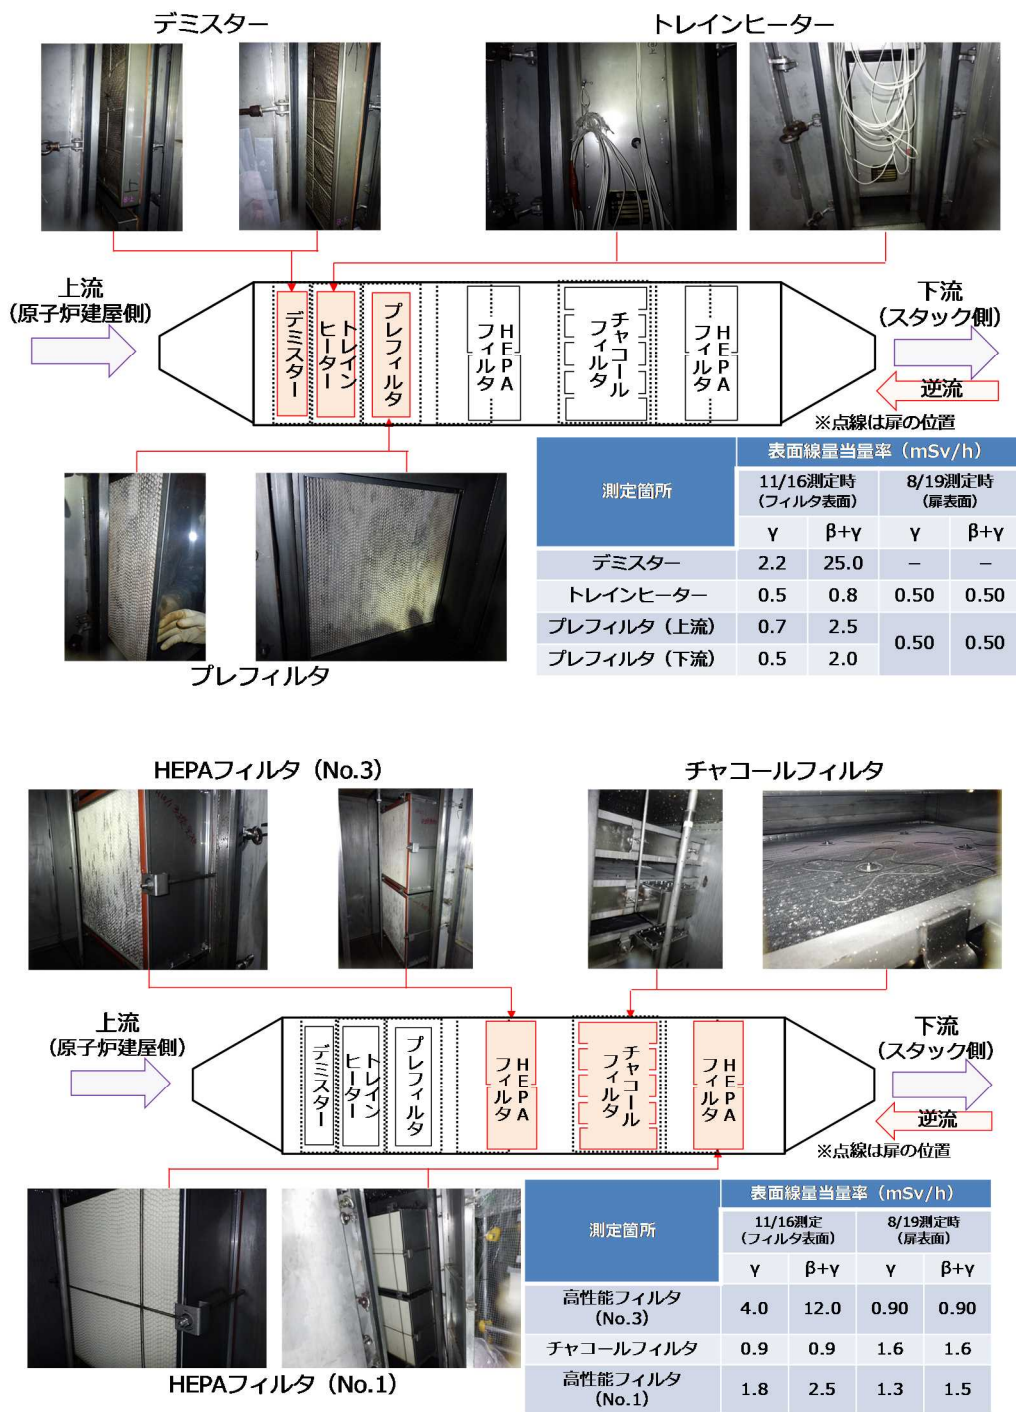 デミスター
トレインヒーター
上流
(原子炉建屋側)
デミスター
トレイン
ヒーター
プレフィルタ
HEPA
フィルタ
チャコール
フィルタ
HEPA
フィルタ
下流
(スタック側)
逆流
※点線は扉の位置
プレフィルタ
測定箇所
表面線量当量率（mSv/h）
11/16測定時
(フィルタ表面)
8/19測定時
(扉表面)
γ β+γ γ β+γ
デミスター 2.2 25.0 － －
トレインヒーター 0.5 0.8 0.50 0.50
プレフィルタ（上流） 0.7 2.5 0.50 0.50
プレフィルタ（下流） 0.5 2.0
HEPAフィルタ（No.3）
チャコールフィルタ
上流
(原子炉建屋側)
デミスター
トレイン
ヒーター
プレフィルタ
HEPA
フィルタ
チャコール
フィルタ
HEPA
フィルタ
下流
(スタック側)
逆流
※点線は扉の位置
HEPAフィルタ（No.1）
測定箇所
表面線量当量率（mSv/h）
11/16測定
(フィルタ表面)
8/19測定時
(扉表面)
γ β+γ γ β+γ
高性能フィルタ
(No.3) 4.0 12.0 0.90 0.90
チャコールフィルタ 0.9 0.9 1.6 1.6
高性能フィルタ
(No.1) 1.8 2.5 1.3 1.5